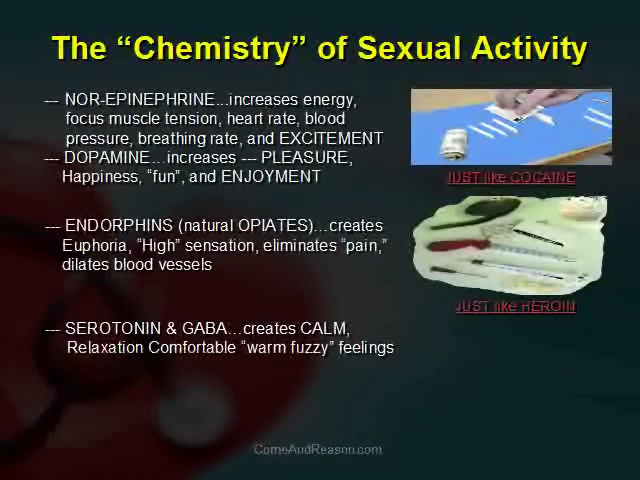 The “Chemistry” of Sexual Activity
--- NOR-EPINEPHRINE...increases energy,
focus muscle tension, heart rate, blood
pressure, breathing rate, and EXCITEMENT
--- DOPAMINE...increases --- PLEASURE,
Happiness, “fun”, and ENJOYMENT
JUST like COCAINE
--- ENDORPHINS (natural OPIATES)...creates
Euphoria, “High” sensation, eliminates “pain,”
dilates blood vessels
JUST like HEROIN
--- SEROTONIN & GABA...creates CALM,
Relaxation Comfortable “warm fuzzy” feelings
ComeAndReason.com